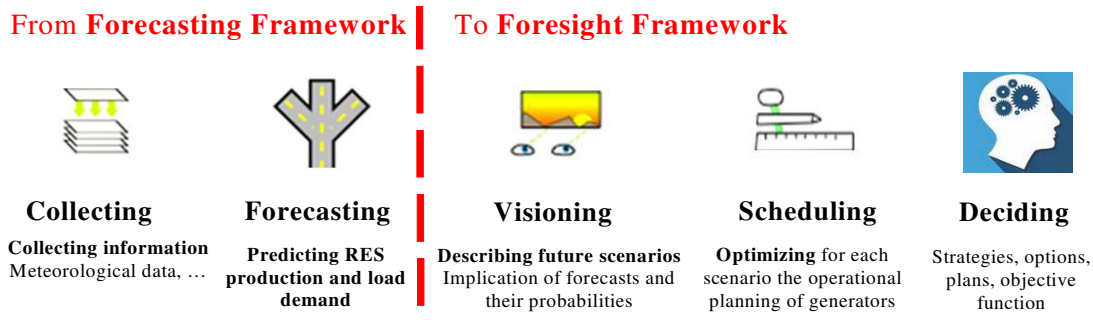 From Forecasting Framework
To Foresight Framework
Collecting
Collecting information
Meteorological data, …
Forecasting
Predicting RES
production and load
demand
Visioning
Describing future scenarios
Implication of forecasts and
their probabilities
Scheduling
Optimizing for each
scenario the operational
planning of generators
Deciding
Strategies, options,
plans, objective
function